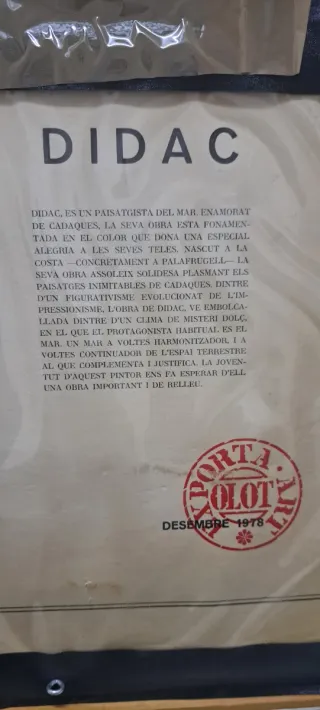 DIDAC
DIDAC, ES UN PAISATGISTA DEL MAR. ENAMORAT
DE CADAQUES, LA SEVA OBRA ESTA FONAMEN-
TADA EN EL COLOR QUE DONA UNA ESPECIAL
ALEGRIA A LES SEVES TELES. NASCUT A LA
COSTA —CONCRETAMENT A PALAFRUGELL— LA
SEVA OBRA ASSOLEIX SOLIDESA PLASMANT ELS
PAISATGES INIMITABLES DE CADAQUES. DINTRE
D'UN FIGURATIVISME EVOLUCIONAT DE L'IM-
PRESSIONISME, L'OBRA DE DIDAC, VE EMBOLCA-
LLADA DINTRE D'UN CLIMA DE MISTERI DOLÇ,
EN EL QUE EL PROTAGONISTA HABITUAL ES EL
MAR. UN MAR A VOLTES HARMONITZADOR, I A
VOLTES CONTINUADOR DE L'ESPAI TERRESTRE
AL QUE COMPLEMENTA I JUSTIFICA. LA JOVEN-
TUT D'AQUEST PINTOR ENS FA ESPERAR D'ELL
UNA OBRA IMPORTANT I DE RELLEU.
EXPORTA · ART
OLOT
DESEMBRE 1978